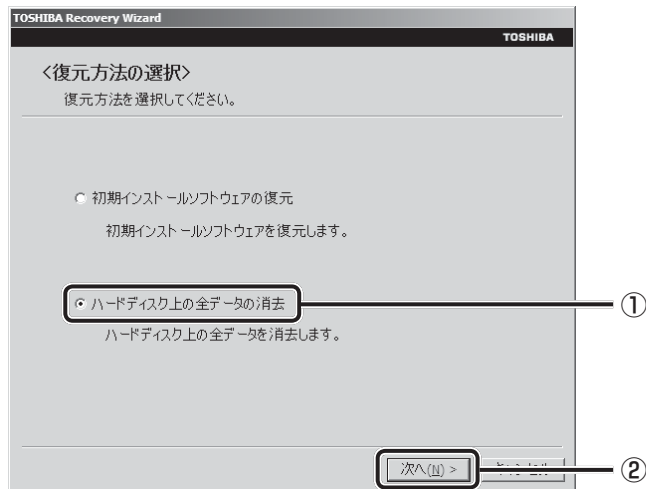 TOSHIBA Recovery Wizard
TOSHIBA
<復元方法の選択>
復元方法を選択してください。
初期インストールソフトウェアの復元
初期インストールソフトウェアを復元します。
ハードディスク上の全データの消去
①
ハードディスク上の全データを消去します。
次へ(N) >
②